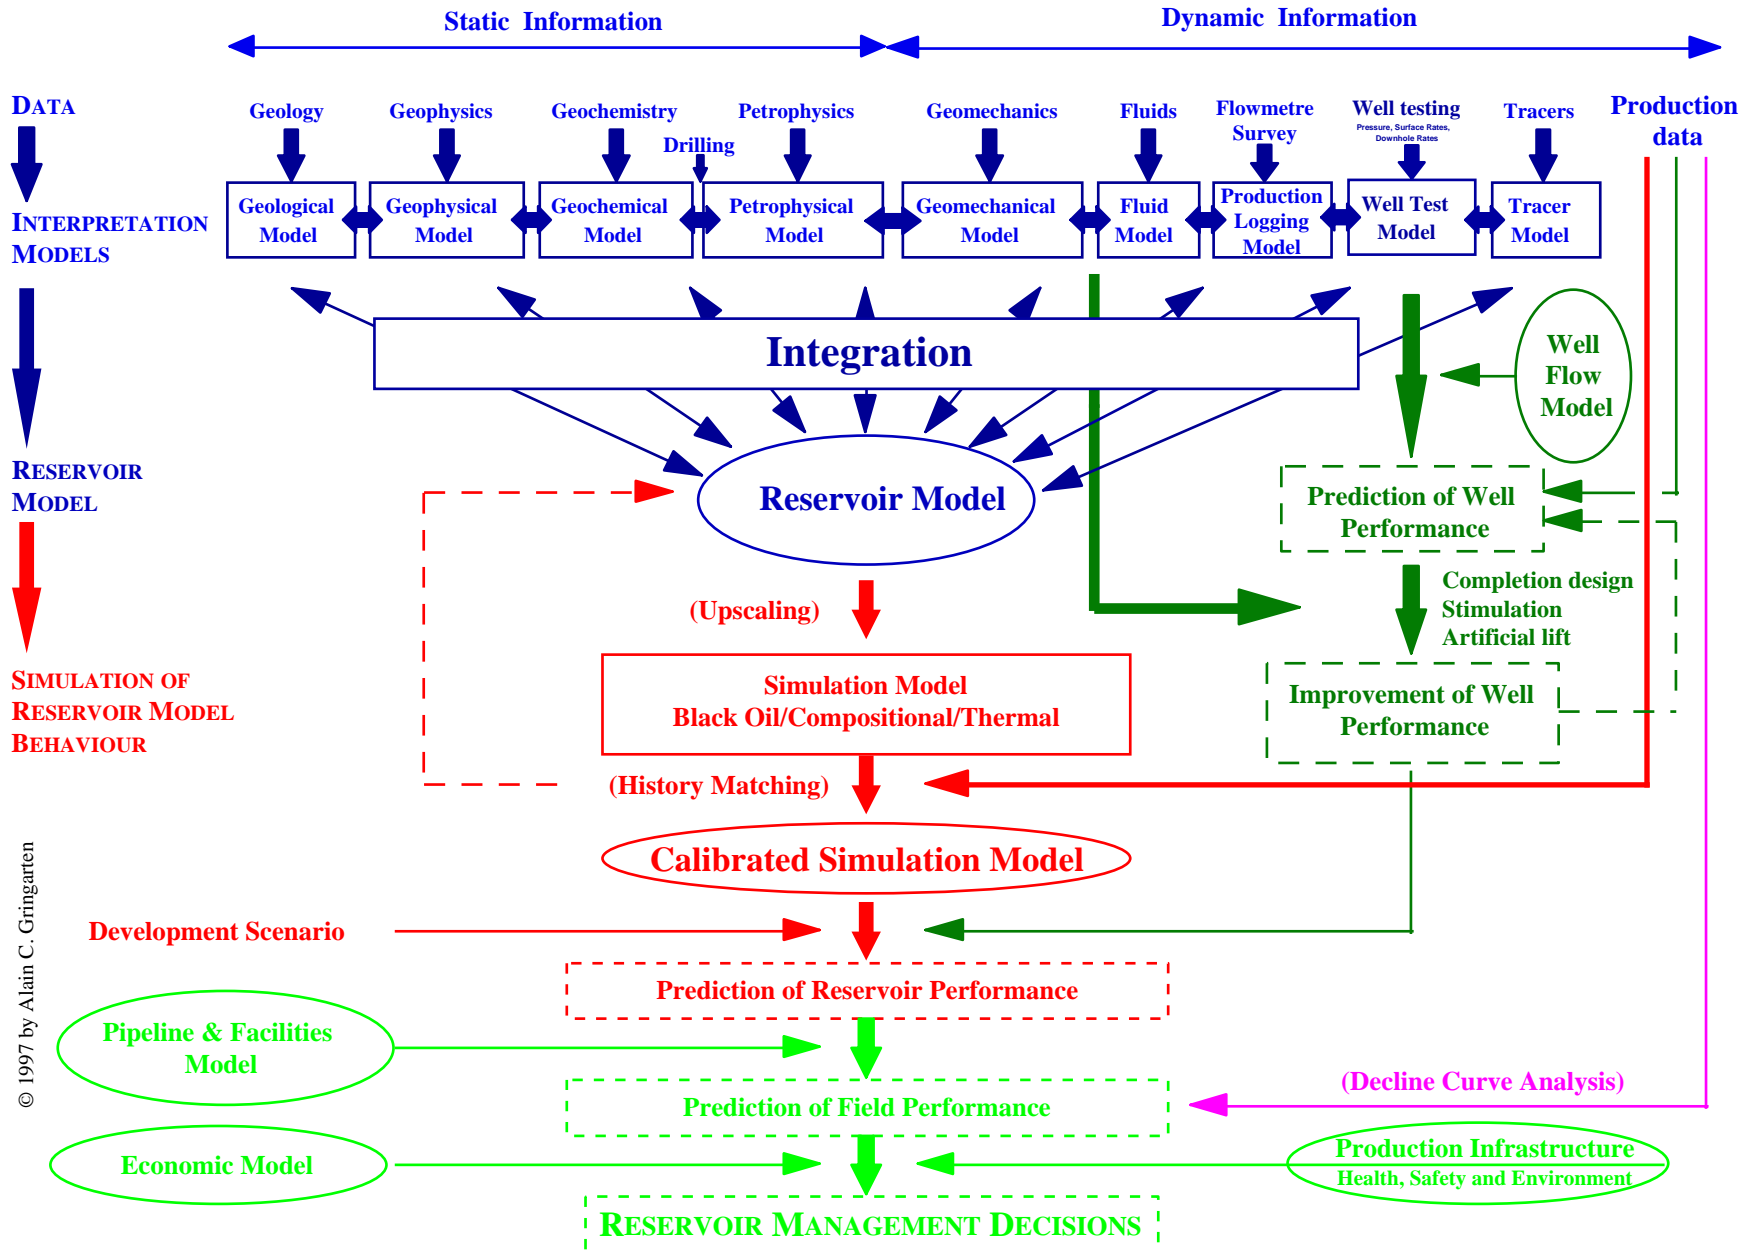 Static Information
Dynamic Information
DATA
Geology
Geophysics
Geochemistry
Drilling
Petrophysics
Geomechanics
Fluids
Flowmetre
Survey
Well testing
Pressure, Surface Rates,
Downhole Rates
Tracers
Production
data
INTERPRETATION
MODELS
Geological
Model
Geophysical
Model
Geochemical
Model
Petrophysical
Model
Geomechanical
Model
Fluid
Model
Production
Logging
Model
Well Test
Model
Tracer
Model
Integration
Well
Flow
Model
RESERVOIR
MODEL
Reservoir Model
Prediction of Well
Performance
(Upscaling)
Completion design
Stimulation
Artificial lift
SIMULATION OF
RESERVOIR MODEL
BEHAVIOUR
Simulation Model
Black Oil/Compositional/Thermal
Improvement of Well
Performance
(History Matching)
Calibrated Simulation Model
Development Scenario
Prediction of Reservoir Performance
Pipeline & Facilities
Model
(Decline Curve Analysis)
Prediction of Field Performance
Economic Model
Production Infrastructure
Health, Safety and Environment
RESERVOIR MANAGEMENT DECISIONS
© 1997 by Alain C. Gringarten